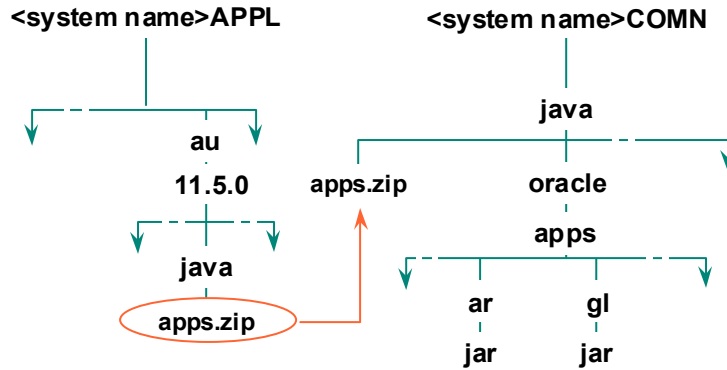 <system name>APPL
au
11.5.0
java
apps.zip
<system name>COMN
java
apps.zip
oracle
apps
ar
gl
jar
jar